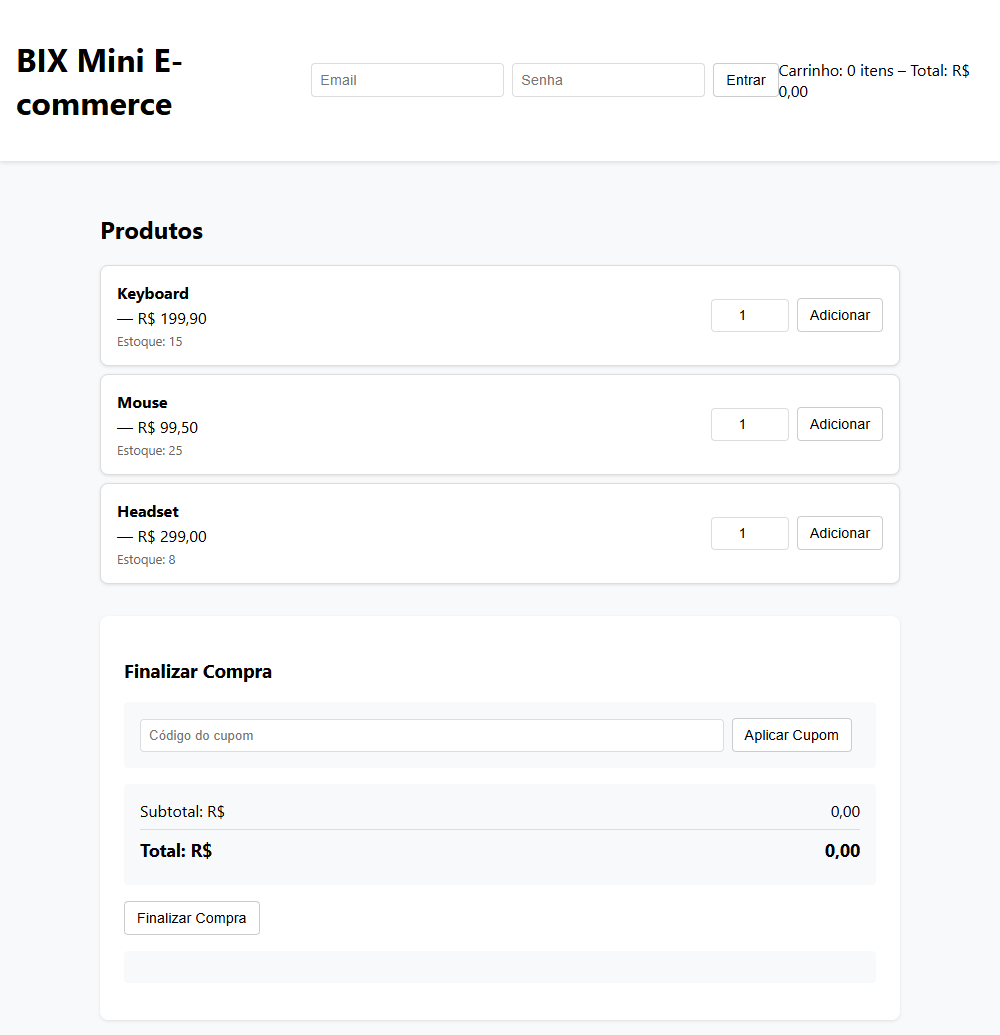 BIX Mini E-
commerce
Email
Senha
Entrar
Carrinho: 0 itens – Total: R$
0,00
Produtos
Keyboard
— R$ 199,90
Estoque: 15
1
Adicionar
Mouse
— R$ 99,50
Estoque: 25
1
Adicionar
Headset
— R$ 299,00
Estoque: 8
1
Adicionar
Finalizar Compra
Código do cupom
Aplicar Cupom
Subtotal: R$ 0,00
Total: R$ 0,00
Finalizar Compra